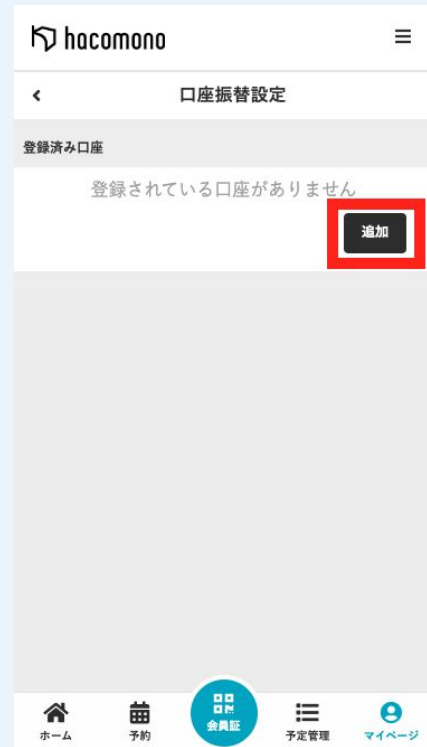 hacomono
口座振替設定
登録済み口座
登録されている口座がありません
追加
ホーム
予約
会員証
予定管理
マイページ